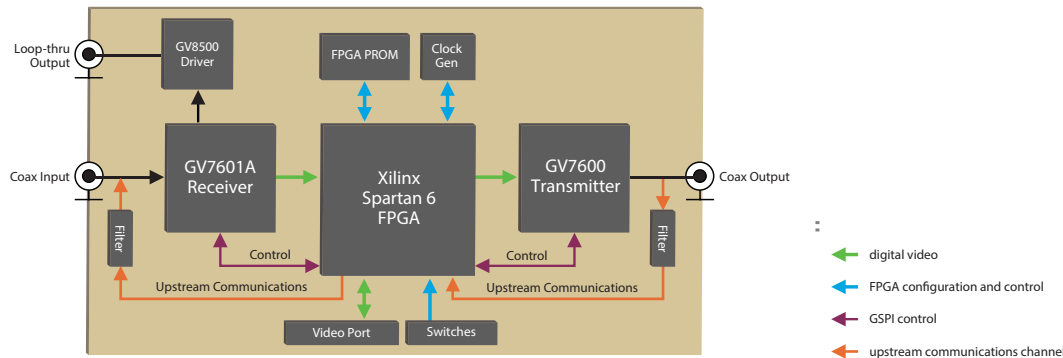 Loop-thru
Output
GV8500
Driver
FPGA PROM
Clock
Gen
Coax Input
GV7601A
Receiver
Xilinx
Spartan 6
FPGA
GV7600
Transmitter
Coax Output
Filter
Filter
Control
Control
Upstream Communications
Upstream Communications
Video Port
Switches
:
digital video
FPGA configuration and control
GSPI control
upstream communications channel